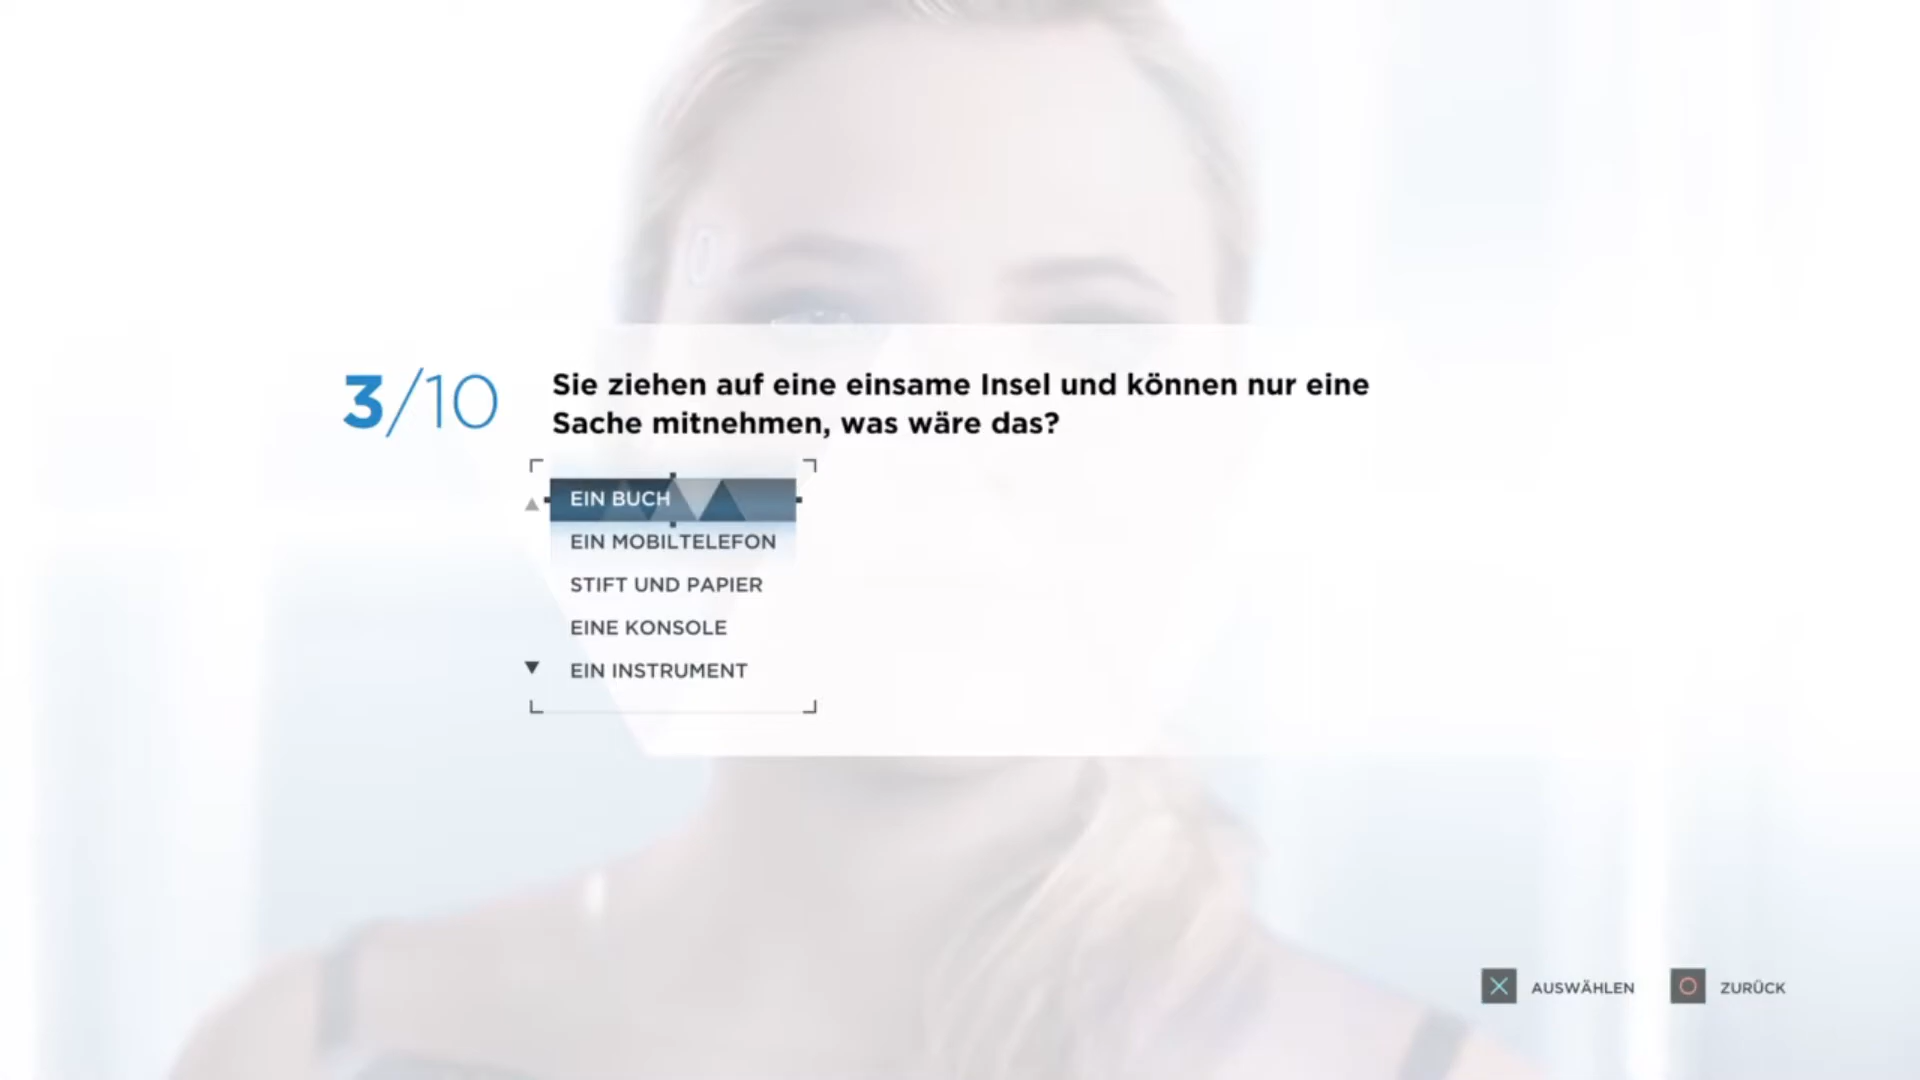 3/10
Sie ziehen auf eine einsame Insel und können nur eine
Sache mitnehmen, was wäre das?
EIN BUCH
EIN MOBILTELEFON
STIFT UND PAPIER
EINE KONSOLE
EIN INSTRUMENT
AUSWÄHLEN
ZURÜCK